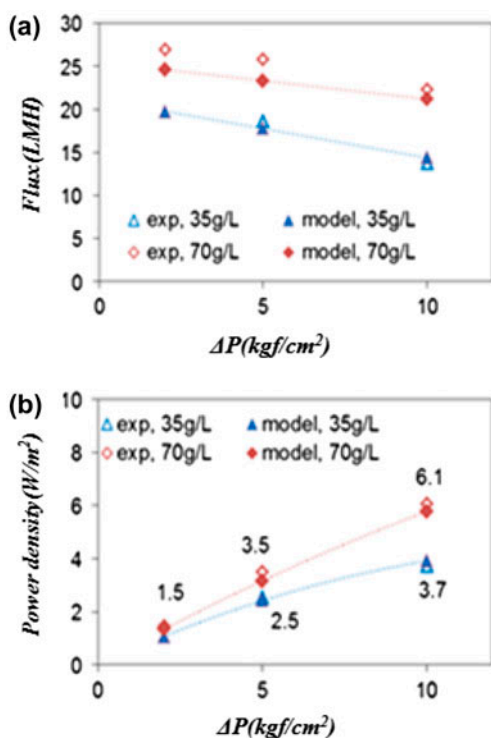 (a)
30
25
20
15
10
5
0
Flux(LMH)
exp, 35g/L model, 35g/L
exp, 70g/L model, 70g/L
0 5 10
ΔP(kgf/cm²)
(b)
10
8
6
4
2
0
Power density(W/m²)
exp, 35g/L model, 35g/L
exp, 70g/L model, 70g/L
6.1
3.5
1.5
3.7
2.5
0 5 10
ΔP(kgf/cm²)